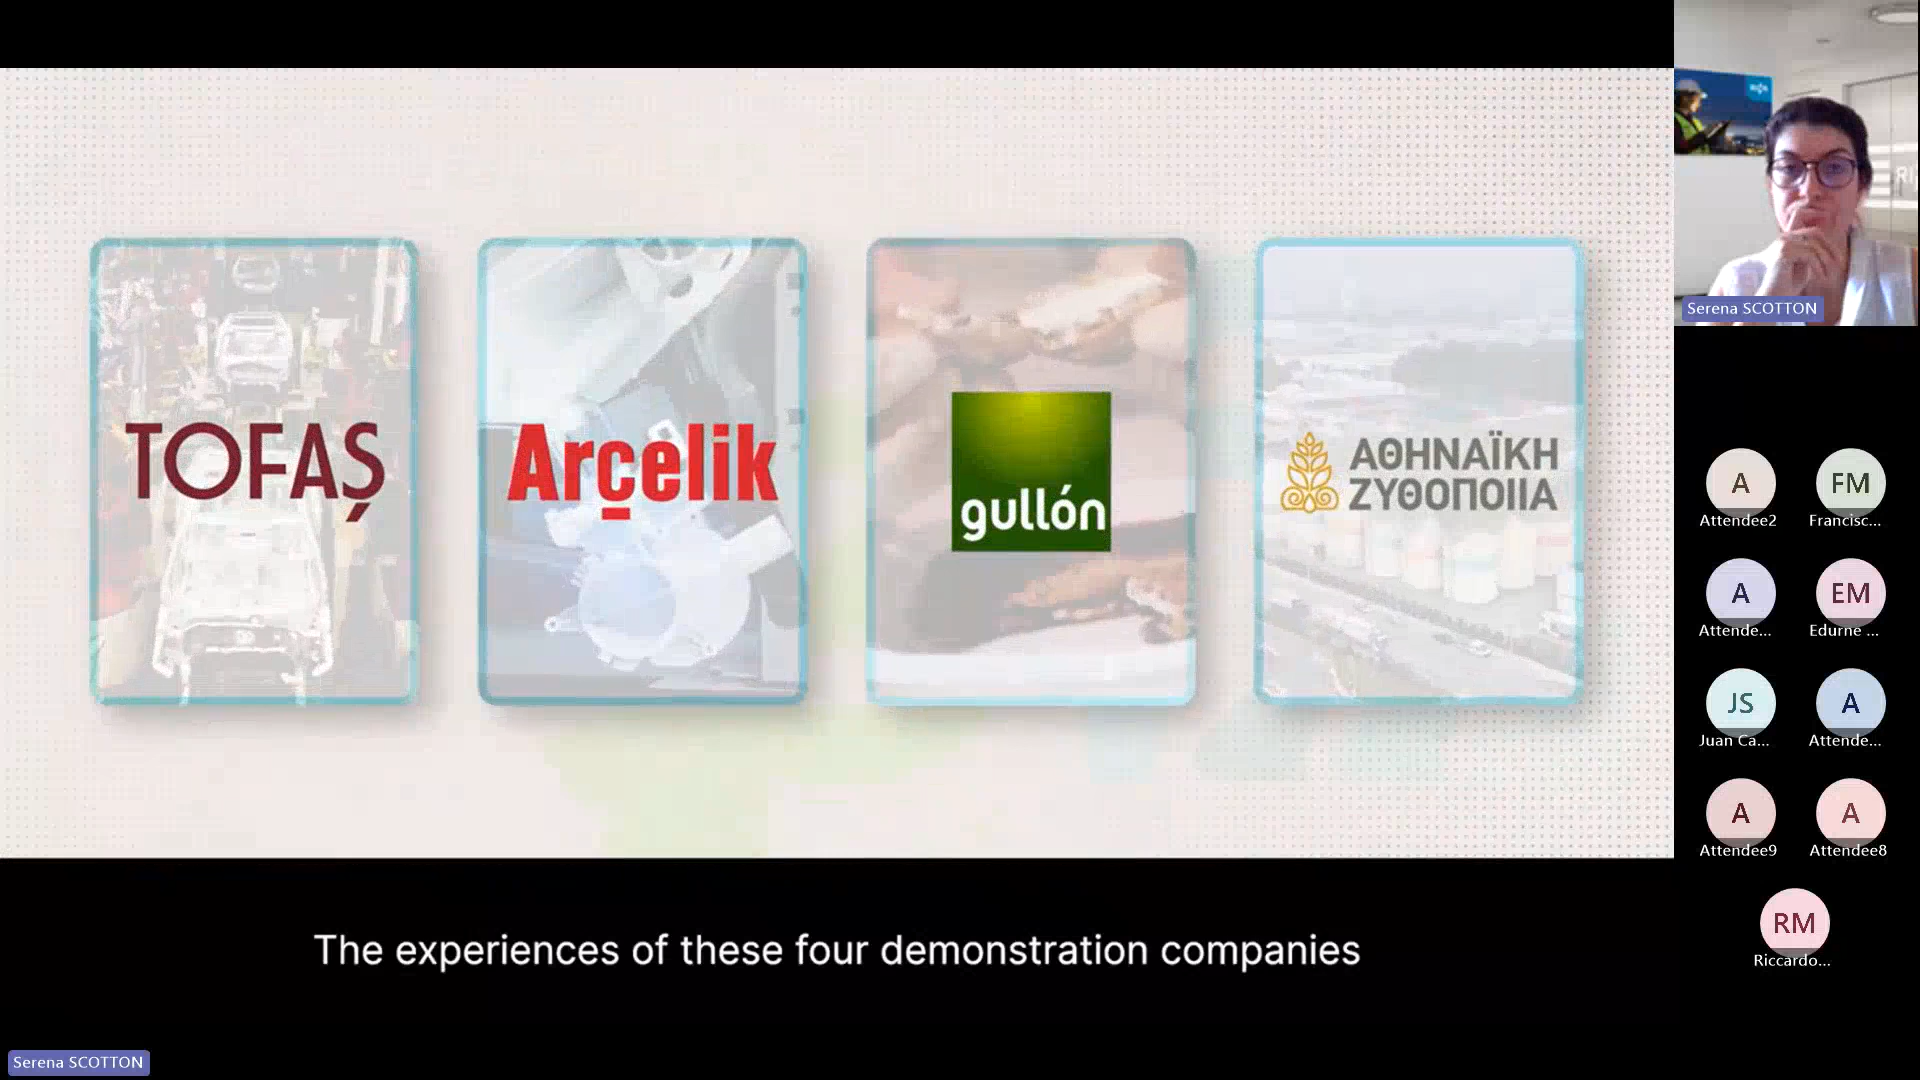 TOFAŞ
Arçelik
gullón
ΑΘΗΝΑΪΚΗ
ΖΥΘΟΠΟΙΙΑ
The experiences of these four demonstration companies
Serena SCOTTON
Serena SCOTTON
A
Attendee2
FM
Francisc...
A
Attende...
EM
Edurne ...
JS
Juan Ca...
A
Attende...
A
Attendee9
A
Attendee8
RM
Riccardo...